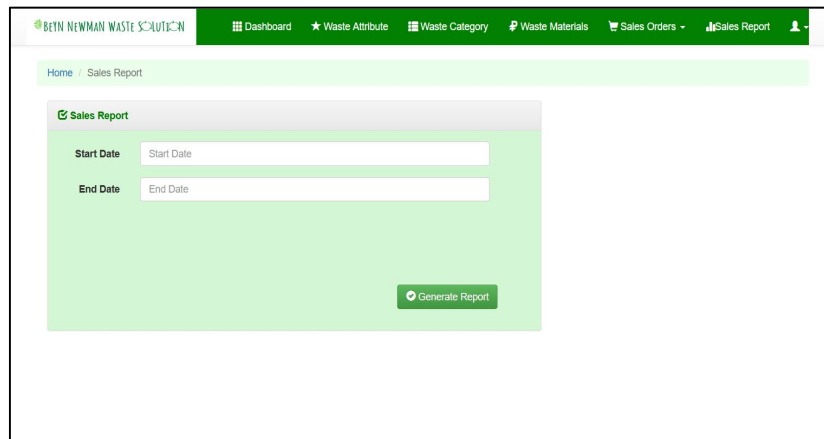 BEYN NEWMAN WASTE SOLUTION Dashboard Waste Attribute Waste Category Waste Materials Sales Orders Sales Report
Home / Sales Report
Sales Report
Start Date Start Date
End Date End Date
Generate Report